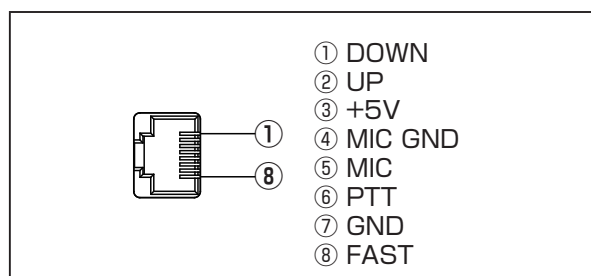 ① DOWN
② UP
③ +5V
④ MIC GND
⑤ MIC
⑥ PTT
⑦ GND
⑧ FAST
①
⑧